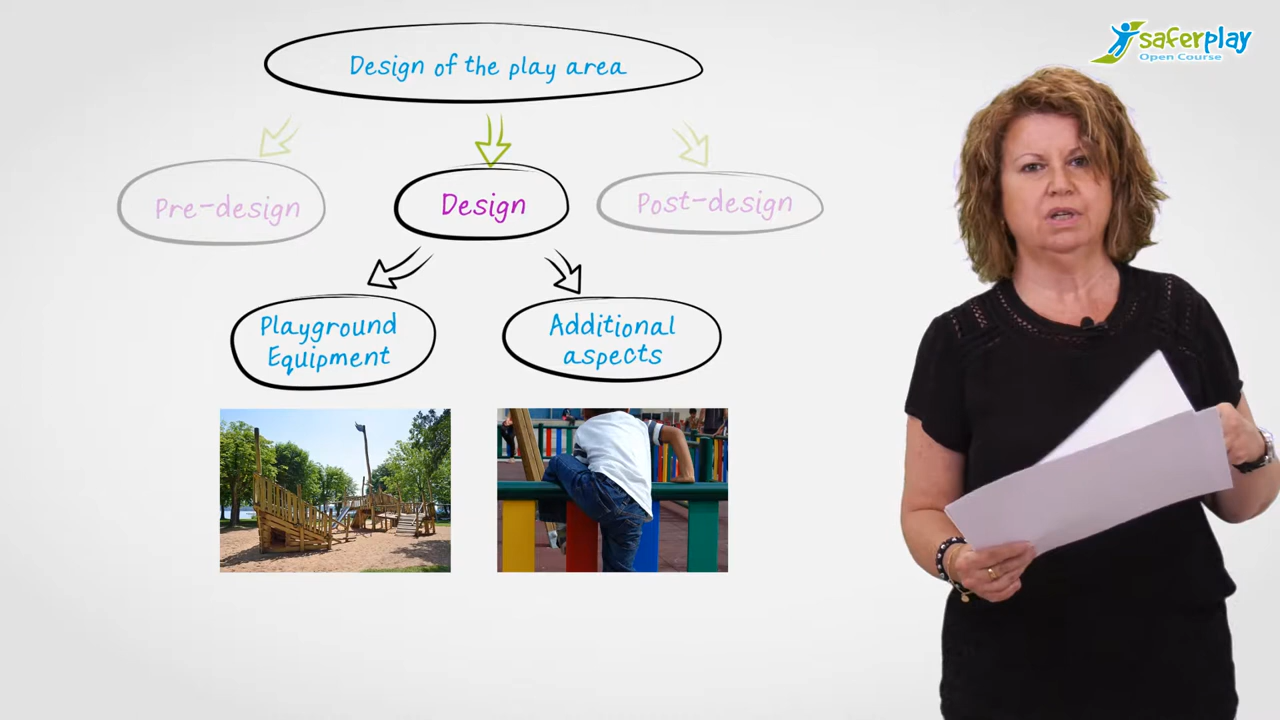 saferplay
Open Course
Design of the play area
Pre-design
Design
Post-design
Playground
Equipment
Additional
aspects